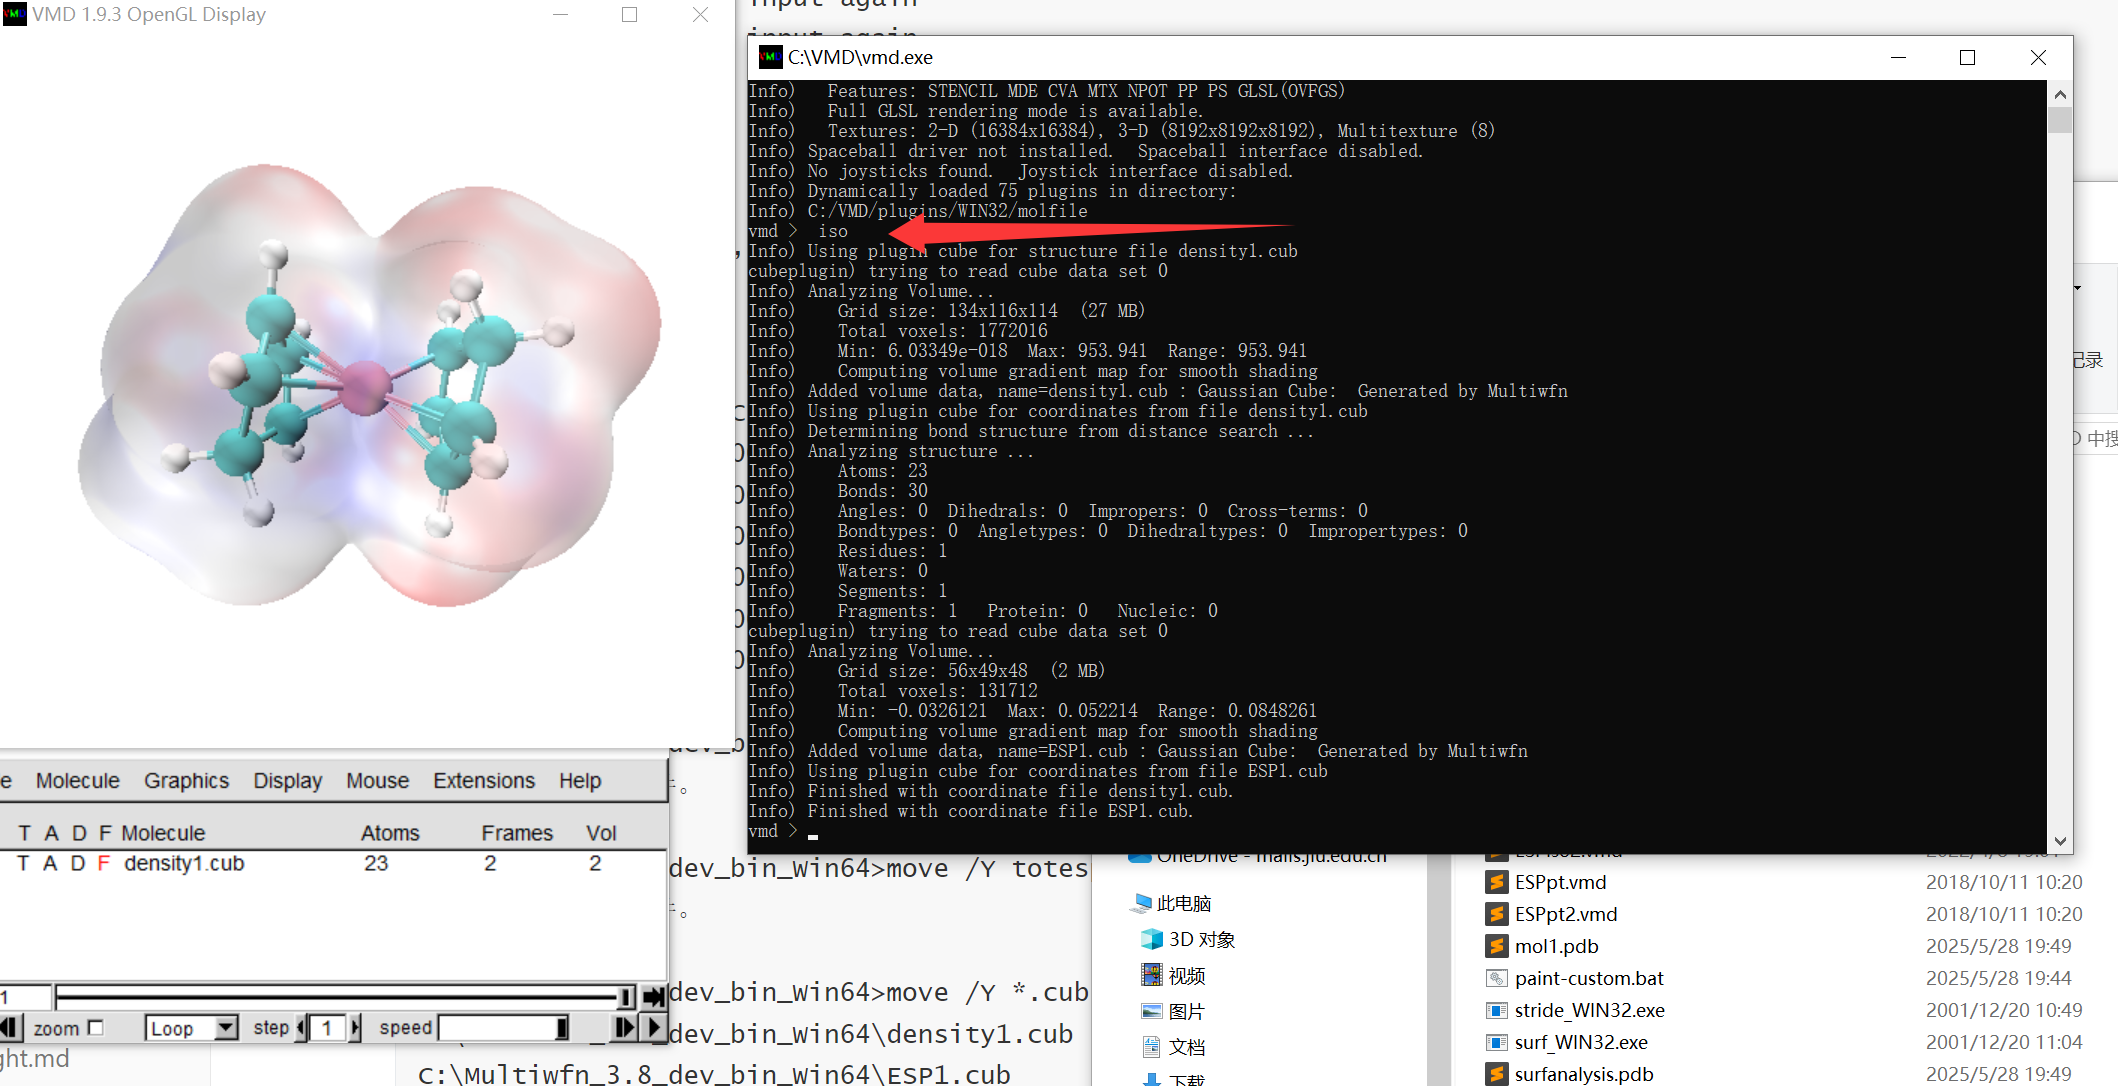 VMD 1.9.3 OpenGL Display
input again
input again
C:\VMD\vmd.exe
Info)   Features: STENCIL MDE CVA MTX NPOT PP PS GLSL(OVFGS)
Info)   Full GLSL rendering mode is available.
Info)   Textures: 2-D (16384x16384), 3-D (8192x8192x8192), Multitexture (8)
Info) Spaceball driver not installed.  Spaceball interface disabled.
Info) No joysticks found.  Joystick interface disabled.
Info) Dynamically loaded 75 plugins in directory:
Info) C:/VMD/plugins/WIN32/molfile
vmd >  iso
Info) Using plugin cube for structure file density1.cub
cubeplugin) trying to read cube data set 0
Info) Analyzing Volume...
Info)    Grid size: 134x116x114  (27 MB)
Info)    Total voxels: 1772016
Info)    Min: 6.03349e-018  Max: 953.941  Range: 953.941
Info)    Computing volume gradient map for smooth shading
Info) Added volume data, name=density1.cub : Gaussian Cube:  Generated by Multiwfn
Info) Using plugin cube for coordinates from file density1.cub
Info) Determining bond structure from distance search ...
Info) Analyzing structure ...
Info)    Atoms: 23
Info)    Bonds: 30
Info)    Angles: 0  Dihedrals: 0  Impropers: 0  Cross-terms: 0
Info)    Bondtypes: 0  Angletypes: 0  Dihedraltypes: 0  Impropertypes: 0
Info)    Residues: 1
Info)    Waters: 0
Info)    Segments: 1
Info)    Fragments: 1   Protein: 0   Nucleic: 0
cubeplugin) trying to read cube data set 0
Info) Analyzing Volume...
Info)    Grid size: 56x49x48  (2 MB)
Info)    Total voxels: 131712
Info)    Min: -0.0326121  Max: 0.052214  Range: 0.0848261
Info)    Computing volume gradient map for smooth shading
Info) Added volume data, name=ESP1.cub : Gaussian Cube:  Generated by Multiwfn
Info) Using plugin cube for coordinates from file ESP1.cub
Info) Finished with coordinate file density1.cub.
Info) Finished with coordinate file ESP1.cub.
vmd >
记录
中搜
e Molecule Graphics Display Mouse Extensions Help
T A D F Molecule Atoms Frames Vol
T A D F density1.cub 23 2 2
1
zoom Loop step 1 speed
ght.md
dev_b
dev_bin_Win64>move /Y totes
dev_bin_Win64>move /Y *.cub
dev_bin_Win64\density1.cub
C:\Multiwfn_3.8_dev_bin_Win64\ESP1.cub
OneDrive - mails.jlu.edu.cn
此电脑
3D 对象
视频
图片
文档
下载
ESPpt.vmd 2018/10/11 10:20
ESPpt2.vmd 2018/10/11 10:20
mol1.pdb 2025/5/28 19:49
paint-custom.bat 2025/5/28 19:44
stride_WIN32.exe 2001/12/20 10:49
surf_WIN32.exe 2001/12/20 11:04
surfanalysis.pdb 2025/5/28 19:49